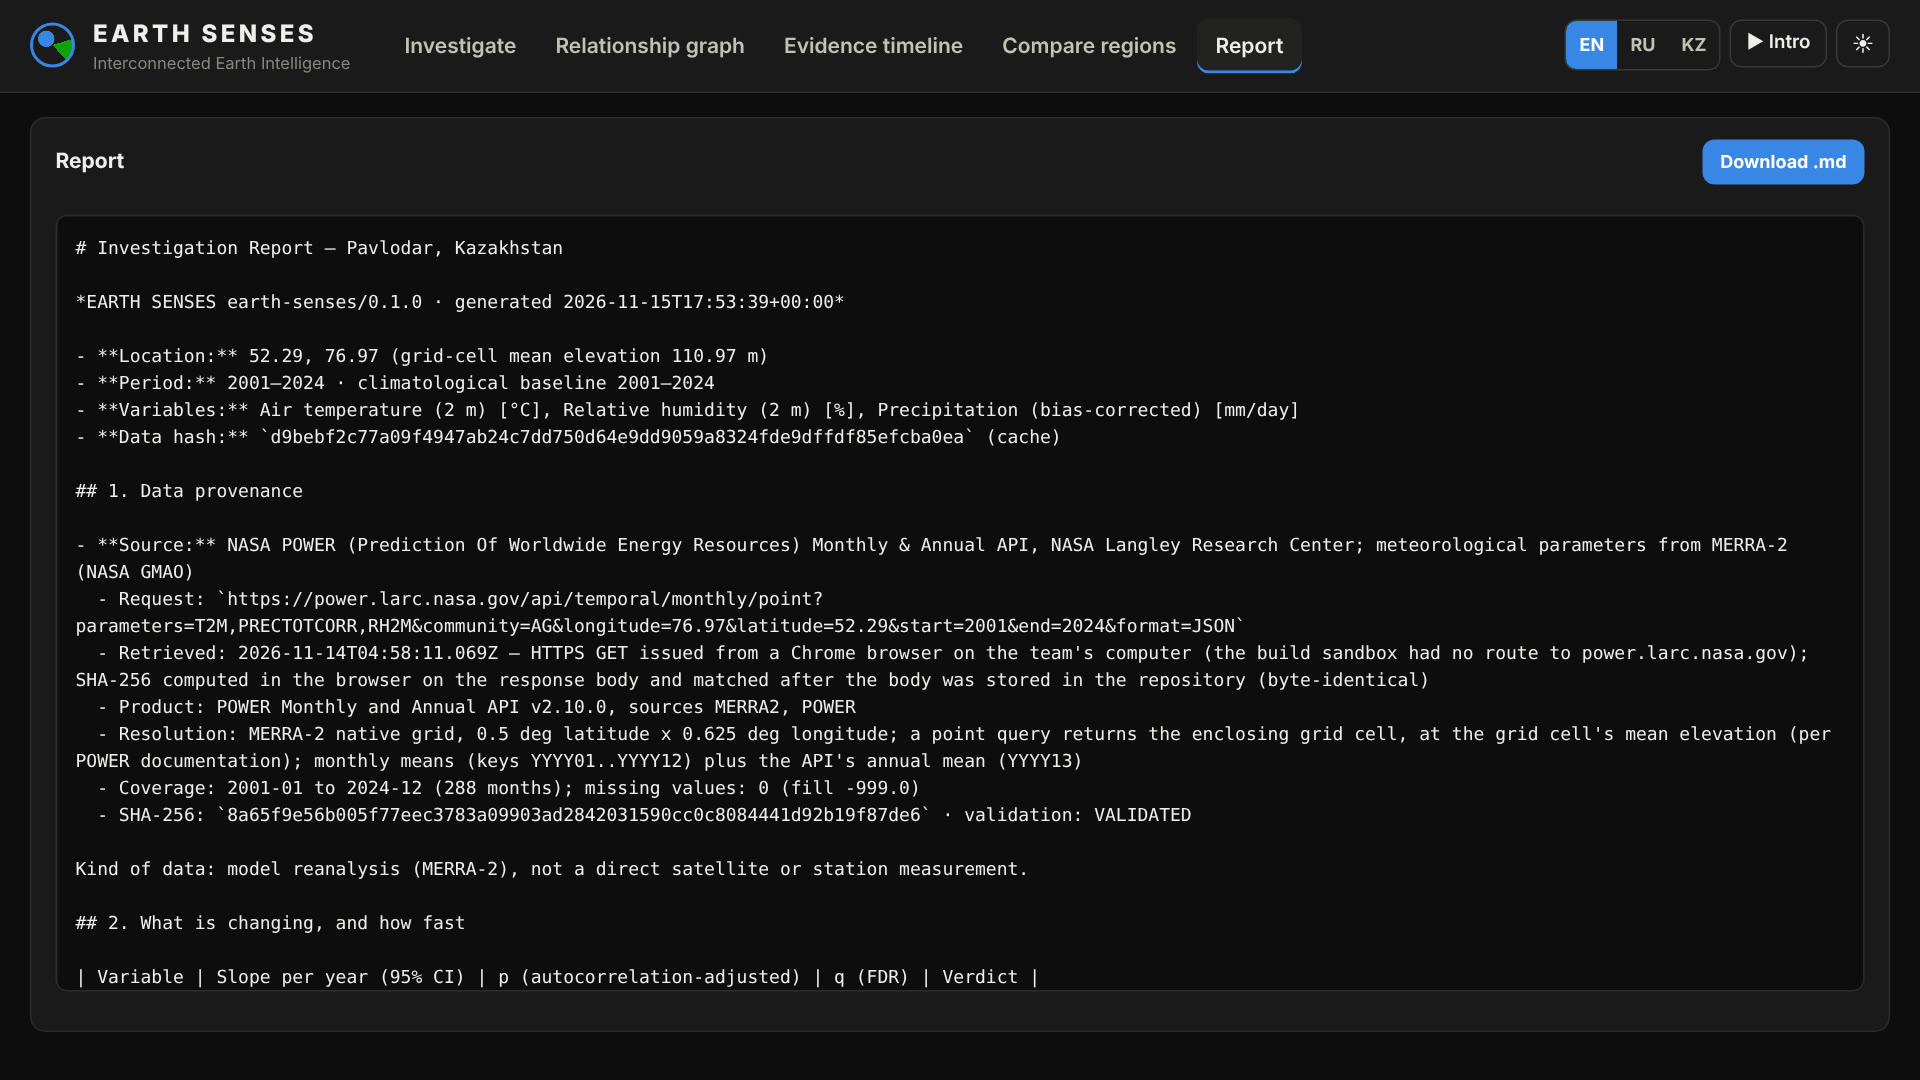 EARTH SENSES
Interconnected Earth Intelligence
Investigate
Relationship graph
Evidence timeline
Compare regions
Report
EN
RU
KZ
▶ Intro
Report
Download .md
# Investigation Report — Pavlodar, Kazakhstan
*EARTH SENSES earth-senses/0.1.0 · generated 2026-11-15T17:53:39+00:00*
- **Location:** 52.29, 76.97 (grid-cell mean elevation 110.97 m)
- **Period:** 2001–2024 · climatological baseline 2001–2024
- **Variables:** Air temperature (2 m) [°C], Relative humidity (2 m) [%], Precipitation (bias-corrected) [mm/day]
- **Data hash:** `d9bebf2c77a09f4947ab24c7dd750d64e9dd9059a8324fde9dffdf85efcba0ea` (cache)
## 1. Data provenance
- **Source:** NASA POWER (Prediction Of Worldwide Energy Resources) Monthly & Annual API, NASA Langley Research Center; meteorological parameters from MERRA-2
(NASA GMAO)
  - Request: `https://power.larc.nasa.gov/api/temporal/monthly/point?
parameters=T2M,PRECTOTCORR,RH2M&community=AG&longitude=76.97&latitude=52.29&start=2001&end=2024&format=JSON`
  - Retrieved: 2026-11-14T04:58:11.069Z — HTTPS GET issued from a Chrome browser on the team's computer (the build sandbox had no route to power.larc.nasa.gov);
SHA-256 computed in the browser on the response body and matched after the body was stored in the repository (byte-identical)
  - Product: POWER Monthly and Annual API v2.10.0, sources MERRA2, POWER
  - Resolution: MERRA-2 native grid, 0.5 deg latitude x 0.625 deg longitude; a point query returns the enclosing grid cell, at the grid cell's mean elevation (per
POWER documentation); monthly means (keys YYYY01..YYYY12) plus the API's annual mean (YYYY13)
  - Coverage: 2001-01 to 2024-12 (288 months); missing values: 0 (fill -999.0)
  - SHA-256: `8a65f9e56b005f77eec3783a09903ad2842031590cc0c8084441d92b19f87de6` · validation: VALIDATED
Kind of data: model reanalysis (MERRA-2), not a direct satellite or station measurement.
## 2. What is changing, and how fast
| Variable | Slope per year (95% CI) | p (autocorrelation-adjusted) | q (FDR) | Verdict |